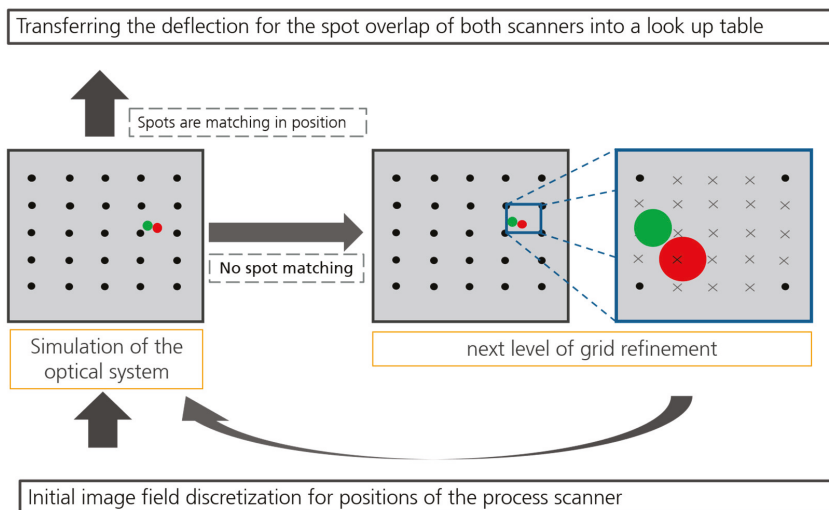 Transferring the deflection for the spot overlap of both scanners into a look up table
Spots are matching in position
No spot matching
Simulation of the
optical system
next level of grid refinement
Initial image field discretization for positions of the process scanner